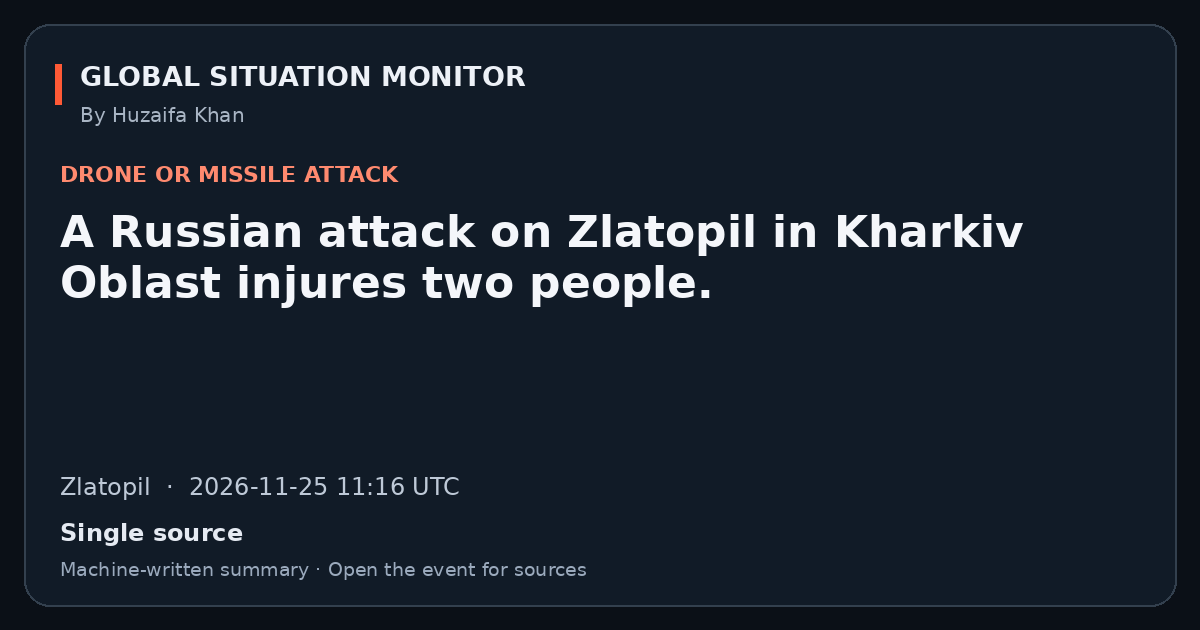 GLOBAL SITUATION MONITOR
By Huzaifa Khan
DRONE OR MISSILE ATTACK
A Russian attack on Zlatopil in Kharkiv
Oblast injures two people.
Zlatopil · 2026-11-25 11:16 UTC
Single source
Machine-written summary · Open the event for sources